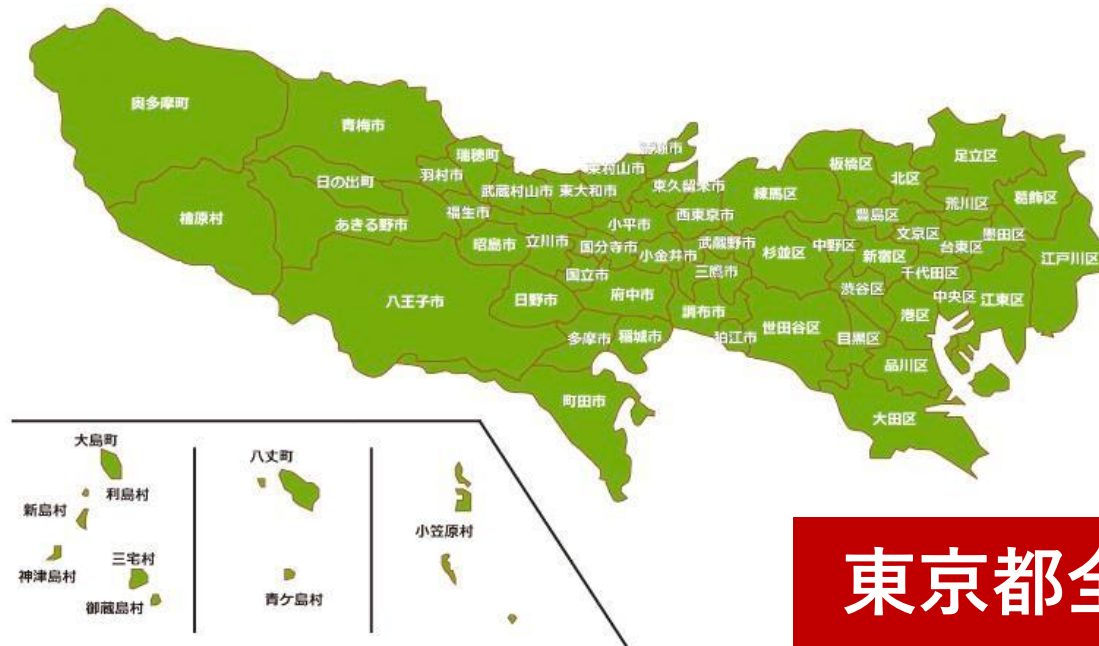 奥多摩町
青梅市
瑞穂町
羽村市
日の出町
檜原村
あきる野市
福生市
武蔵村山市
東大和市
東村山市
清瀬市
東久留米市
小平市
西東京市
昭島市
立川市
国分寺市
小金井市
武蔵野市
三鷹市
国立市
八王子市
日野市
府中市
調布市
狛江市
多摩市
稲城市
町田市
練馬区
板橋区
北区
足立区
葛飾区
荒川区
豊島区
文京区
台東区
墨田区
江戸川区
杉並区
中野区
新宿区
千代田区
渋谷区
中央区
江東区
港区
世田谷区
目黒区
品川区
大田区
大島町
利島村
新島村
神津島村
三宅村
御蔵島村
八丈町
青ケ島村
小笠原村
東京都全